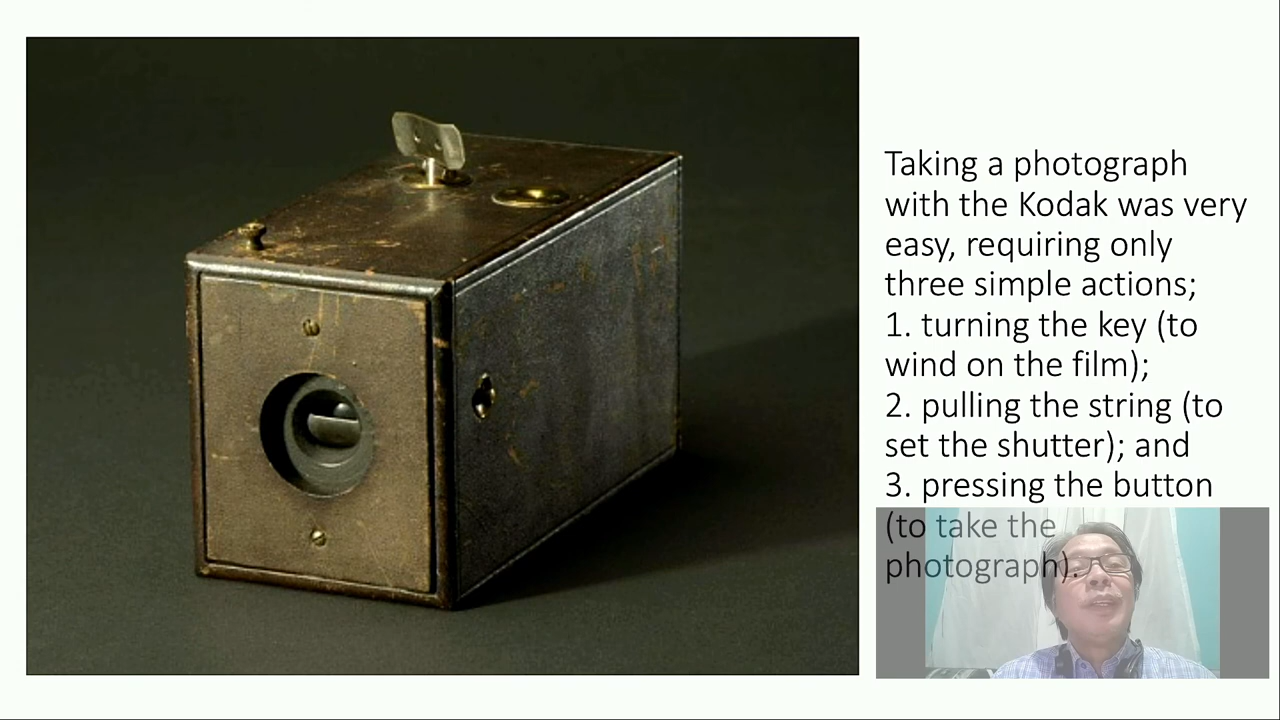 Taking a photograph
with the Kodak was very
easy, requiring only
three simple actions;
1. turning the key (to
wind on the film);
2. pulling the string (to
set the shutter); and
3. pressing the button
(to take the
photograph).